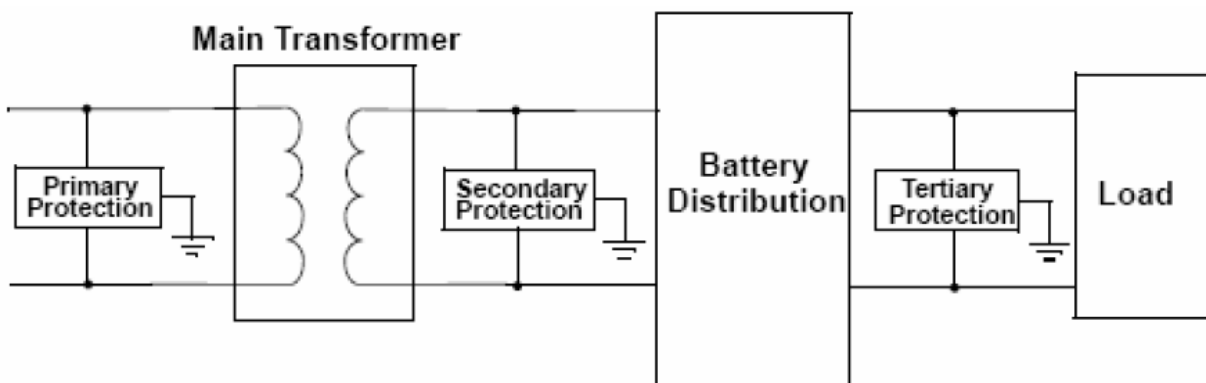 Main Transformer
Primary
Protection
Secondary
Protection
Battery
Distribution
Tertiary
Protection
Load